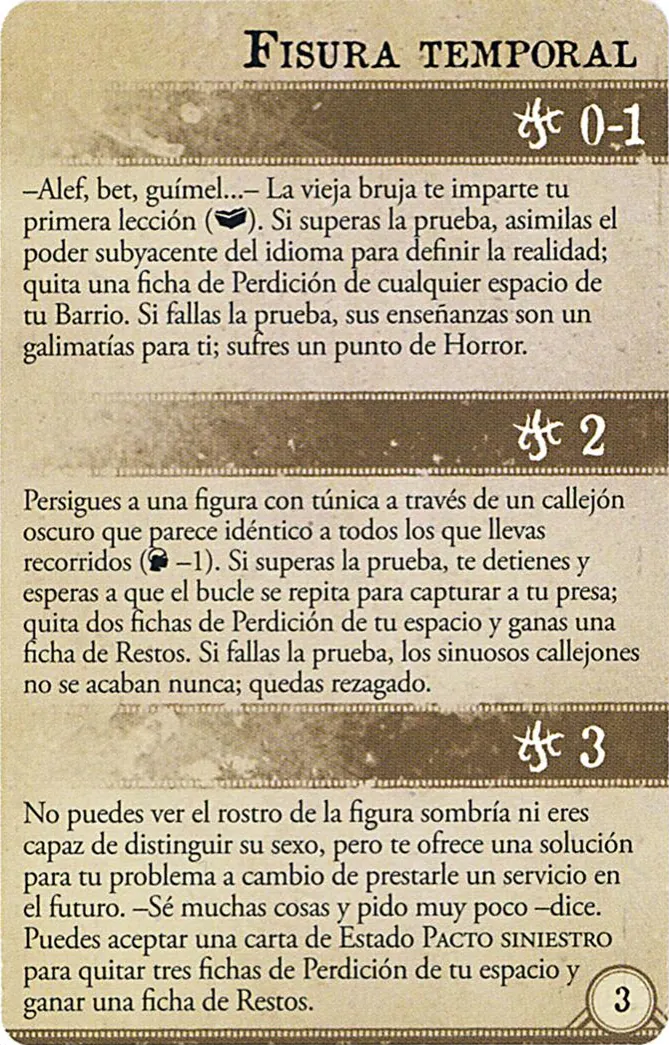 Fisura temporal
0-1
–Alef, bet, guímel...– La vieja bruja te imparte tu
primera lección ( ). Si superas la prueba, asimilas el
poder subyacente del idioma para definir la realidad;
quita una ficha de Perdición de cualquier espacio de
tu Barrio. Si fallas la prueba, sus enseñanzas son un
galimatías para ti; sufres un punto de Horror.
2
Persigues a una figura con túnica a través de un callejón
oscuro que parece idéntico a todos los que llevas
recorridos ( –1). Si superas la prueba, te detienes y
esperas a que el bucle se repita para capturar a tu presa;
quita dos fichas de Perdición de tu espacio y ganas una
ficha de Restos. Si fallas la prueba, los sinuosos callejones
no se acaban nunca; quedas rezagado.
3
No puedes ver el rostro de la figura sombría ni eres
capaz de distinguir su sexo, pero te ofrece una solución
para tu problema a cambio de prestarle un servicio en
el futuro. –Sé muchas cosas y pido muy poco –dice.
Puedes aceptar una carta de Estado Pacto siniestro
para quitar tres fichas de Perdición de tu espacio y
ganar una ficha de Restos.
3